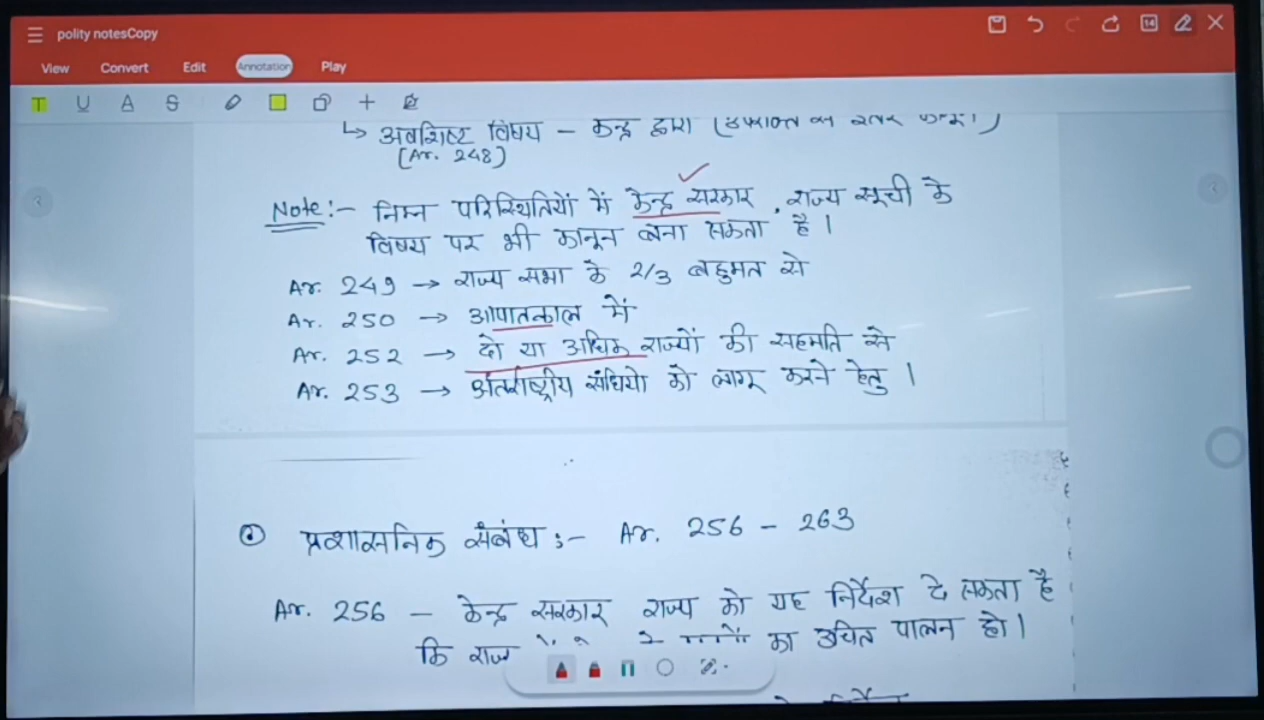 polity notesCopy
14
View Convert Edit Annotation Play
T U A S
↳ अवशिष्ट विषय – केन्द्र द्वारा
[Ar. 248)
Note:– निम्न परिस्थितियों में केन्द्र सरकार, राज्य सूची के
विषय पर भी कानून बना सकता है।
Ar. 249 → राज्य सभा के 2/3 बहुमत से
Ar. 250 → आपातकाल में
Ar. 252 → दो या अधिक राज्यों की सहमति से
Ar. 253 → अंतर्राष्ट्रीय संधियो को लागू करने हेतु।
② प्रशासनिक संबंध :– Ar. 256 – 263
Ar. 256 – केन्द्र सरकार राज्य को यह निर्देश दे सकता है
कि राज्य का उचित पालन हो।